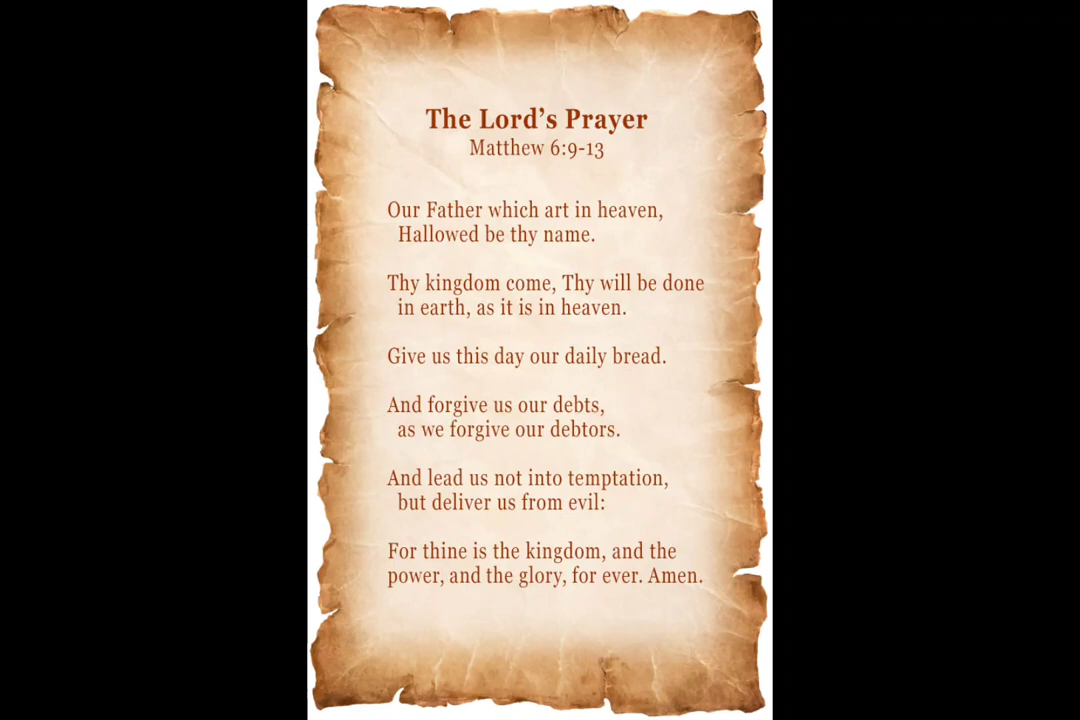 The Lord's Prayer
Matthew 6:9-13
Our Father which art in heaven,
Hallowed be thy name.
Thy kingdom come, Thy will be done
in earth, as it is in heaven.
Give us this day our daily bread.
And forgive us our debts,
as we forgive our debtors.
And lead us not into temptation,
but deliver us from evil:
For thine is the kingdom, and the
power, and the glory, for ever. Amen.